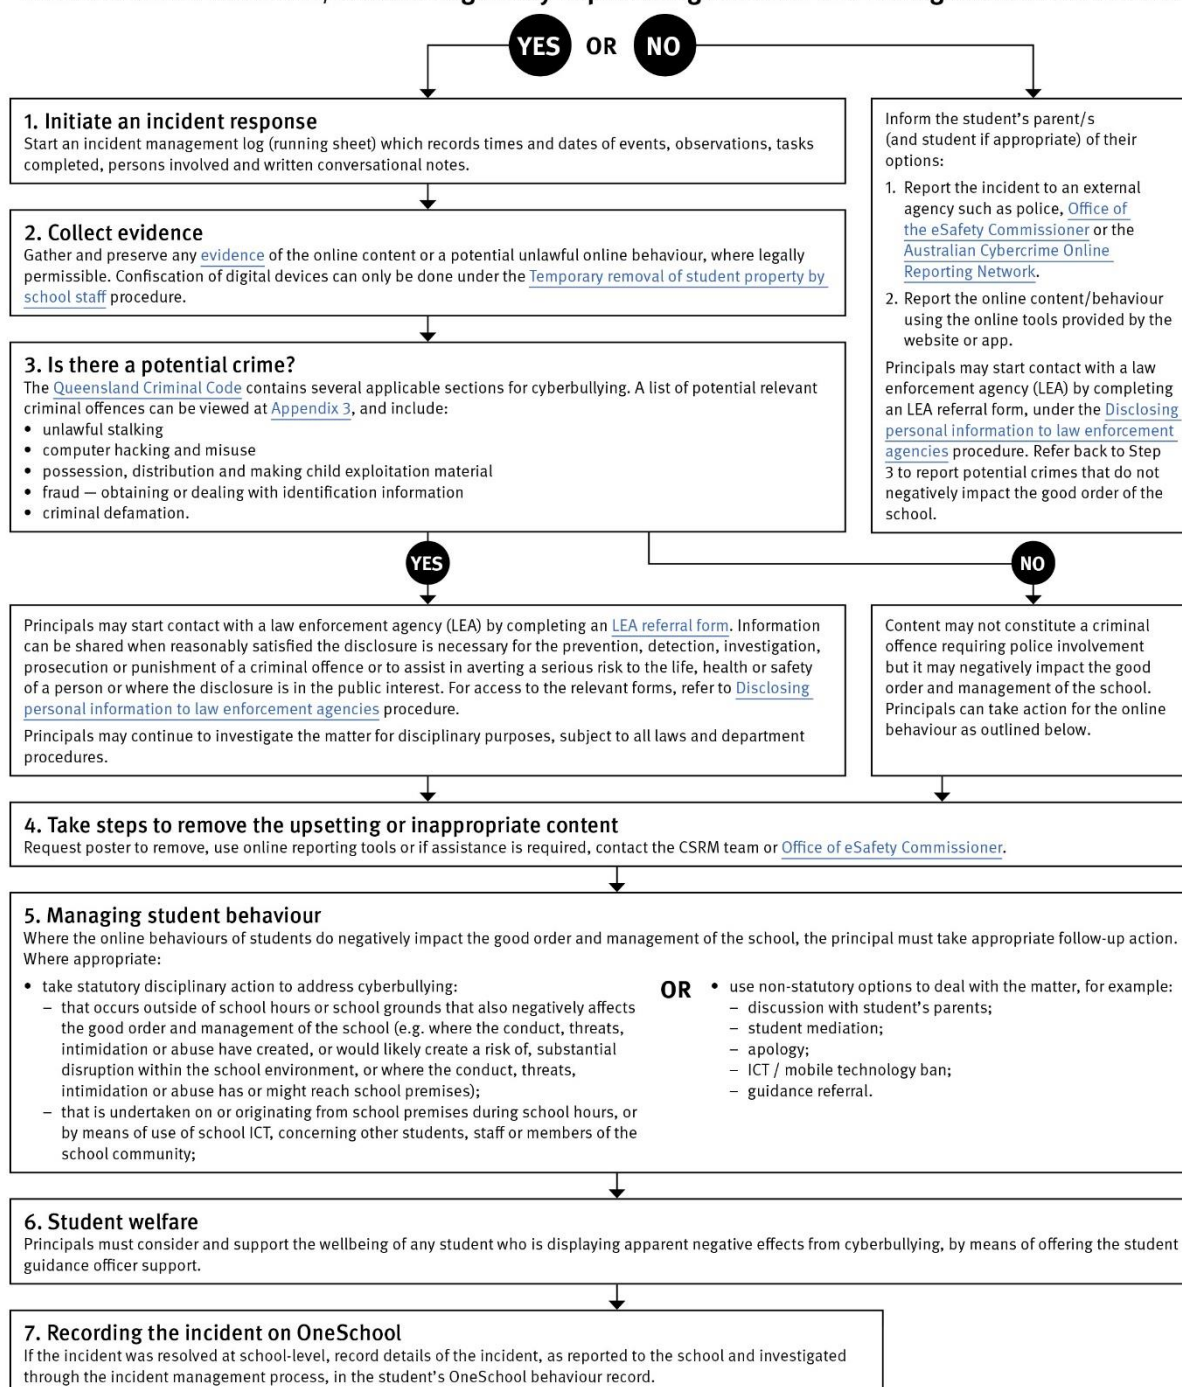 YES OR NO
1. Initiate an incident response
Start an incident management log (running sheet) which records times and dates of events, observations, tasks
completed, persons involved and written conversational notes.
2. Collect evidence
Gather and preserve any evidence of the online content or a potential unlawful online behaviour, where legally
permissible. Confiscation of digital devices can only be done under the Temporary removal of student property by
school staff procedure.
3. Is there a potential crime?
The Queensland Criminal Code contains several applicable sections for cyberbullying. A list of potential relevant
criminal offences can be viewed at Appendix 3, and include:
• unlawful stalking
• computer hacking and misuse
• possession, distribution and making child exploitation material
• fraud — obtaining or dealing with identification information
• criminal defamation.
Inform the student's parent/s
(and student if appropriate) of their
options:
1. Report the incident to an external
agency such as police, Office of
the eSafety Commissioner or the
Australian Cybercrime Online
Reporting Network.
2. Report the online content/behaviour
using the online tools provided by the
website or app.
Principals may start contact with a law
enforcement agency (LEA) by completing
an LEA referral form, under the Disclosing
personal information to law enforcement
agencies procedure. Refer back to Step
3 to report potential crimes that do not
negatively impact the good order of the
school.
YES
NO
Principals may start contact with a law enforcement agency (LEA) by completing an LEA referral form. Information
can be shared when reasonably satisfied the disclosure is necessary for the prevention, detection, investigation,
prosecution or punishment of a criminal offence or to assist in averting a serious risk to the life, health or safety
of a person or where the disclosure is in the public interest. For access to the relevant forms, refer to Disclosing
personal information to law enforcement agencies procedure.
Principals may continue to investigate the matter for disciplinary purposes, subject to all laws and department
procedures.
Content may not constitute a criminal
offence requiring police involvement
but it may negatively impact the good
order and management of the school.
Principals can take action for the online
behaviour as outlined below.
4. Take steps to remove the upsetting or inappropriate content
Request poster to remove, use online reporting tools or if assistance is required, contact the CSRM team or Office of eSafety Commissioner.
5. Managing student behaviour
Where the online behaviours of students do negatively impact the good order and management of the school, the principal must take appropriate follow-up action.
Where appropriate:
• take statutory disciplinary action to address cyberbullying:
– that occurs outside of school hours or school grounds that also negatively affects
the good order and management of the school (e.g. where the conduct, threats,
intimidation or abuse have created, or would likely create a risk of, substantial
disruption within the school environment, or where the conduct, threats,
intimidation or abuse has or might reach school premises);
– that is undertaken on or originating from school premises during school hours, or
by means of use of school ICT, concerning other students, staff or members of the
school community;
OR
• use non-statutory options to deal with the matter, for example:
– discussion with student's parents;
– student mediation;
– apology;
– ICT / mobile technology ban;
– guidance referral.
6. Student welfare
Principals must consider and support the wellbeing of any student who is displaying apparent negative effects from cyberbullying, by means of offering the student
guidance officer support.
7. Recording the incident on OneSchool
If the incident was resolved at school-level, record details of the incident, as reported to the school and investigated
through the incident management process, in the student's OneSchool behaviour record.